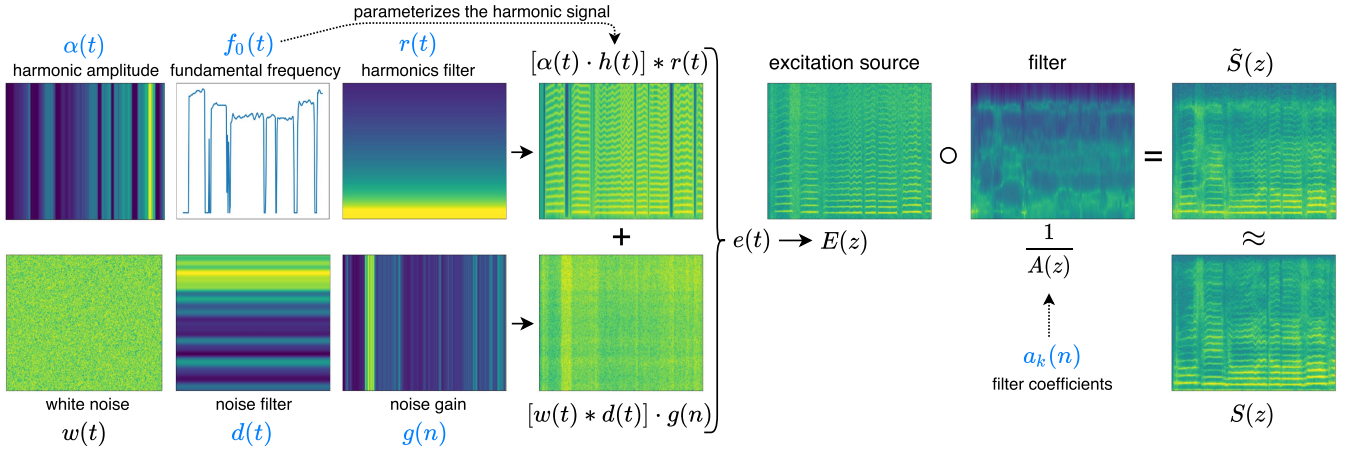 parameterizes the harmonic signal
α(t) f₀(t) r(t)
harmonic amplitude fundamental frequency harmonics filter [α(t) · h(t)] ∗ r(t) excitation source filter S̃(z)
+ e(t) → E(z) ○ 1/A(z) = ≈
a_k(n)
filter coefficients
white noise noise filter noise gain [w(t) ∗ d(t)] · g(n) S(z)
w(t) d(t) g(n)